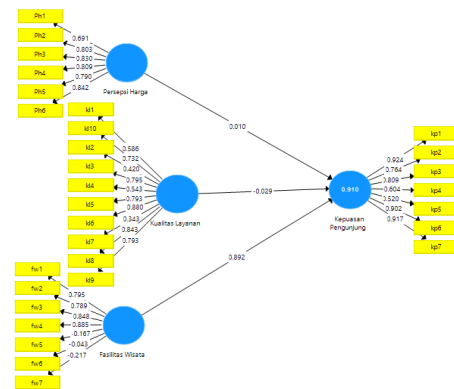 Ph1
Ph2
Ph3
Ph4
Ph5
Ph6
0.691
0.803
0.830
0.809
0.790
0.842
Persepsi Harga
kl1
kl10
kl2
kl3
kl4
kl5
kl6
kl7
kl8
kl9
0.586
0.732
0.420
0.795
0.543
0.793
0.880
0.343
0.843
0.793
Kualitas Layanan
fw1
fw2
fw3
fw4
fw5
fw6
fw7
0.795
0.789
0.848
0.885
-0.167
-0.043
-0.217
Fasilitas Wisata
0.010
-0.029
0.892
0.910
Kepuasan
Pengunjung
0.924
0.764
0.809
0.604
0.520
0.902
0.917
kp1
kp2
kp3
kp4
kp5
kp6
kp7